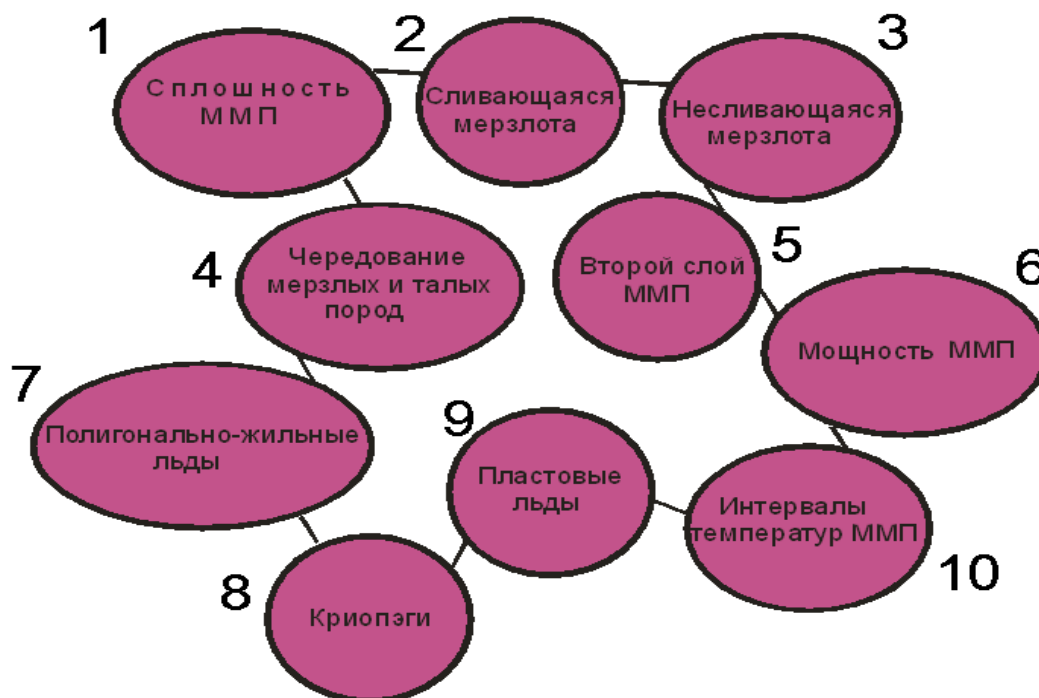 1
Сплошность
ММП
2
Сливающаяся
мерзлота
3
Несливающаяся
мерзлота
4
Чередование
мерзлых и талых
пород
5
Второй слой
ММП
6
Мощность ММП
7
Полигонально-жильные
льды
8
Криопэги
9
Пластовые
льды
10
Интервалы
температур ММП